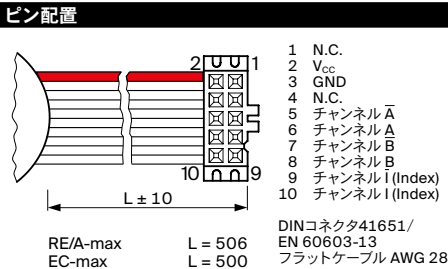 ピン配置
2 1
10 9
L ± 10
RE/A-max L = 506
EC-max L = 500
1 N.C.
2 Vcc
3 GND
4 N.C.
5 チャンネル A̅
6 チャンネル A
7 チャンネル B̅
8 チャンネル B
9 チャンネル I̅ (Index)
10 チャンネル I (Index)
DINコネクタ41651/
EN 60603-13
フラットケーブル AWG 28